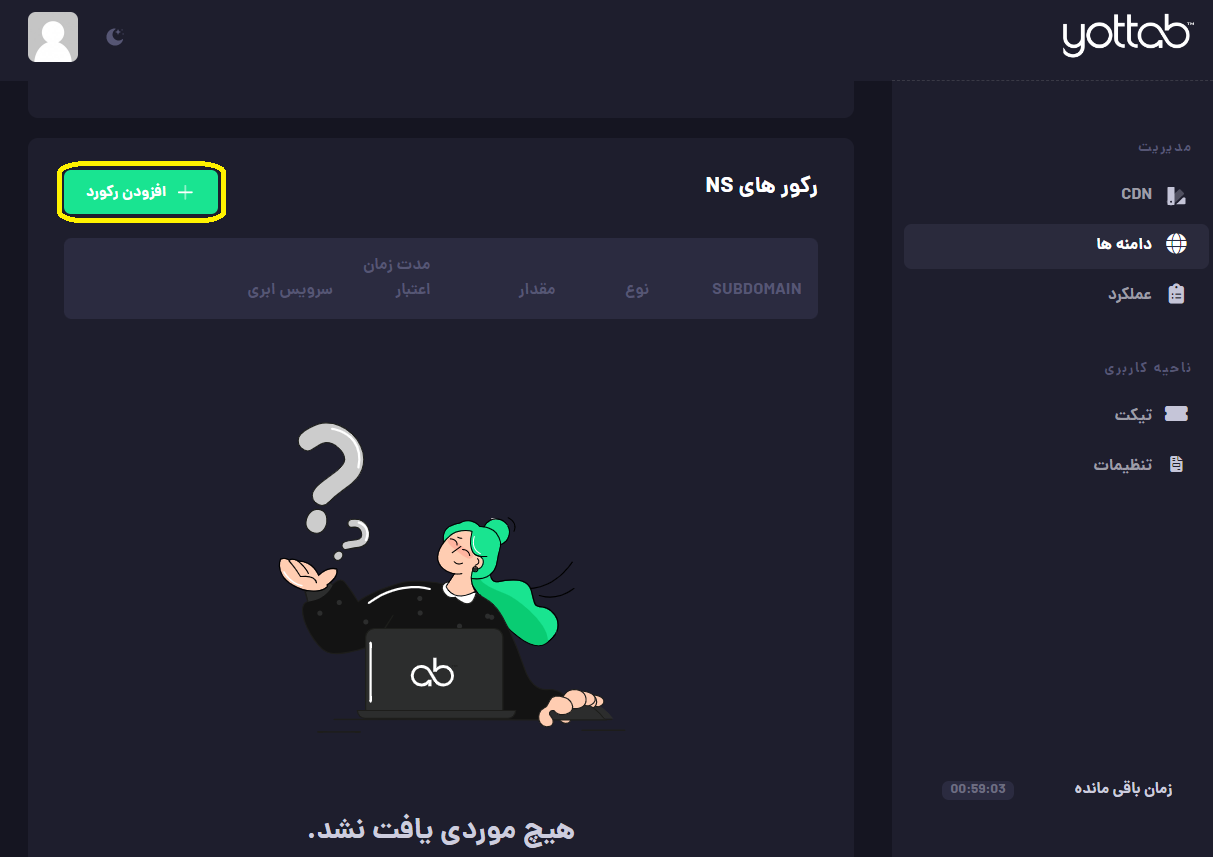 yottab™
مدیریت
CDN
دامنه ها
عملکرد
ناحیه کاربری
تیکت
تنظیمات
زمان باقی مانده
00:59:03
رکور های NS
افزودن رکورد
SUBDOMAIN
نوع
مقدار
مدت زمان
اعتبار
سرویس ابری
هیچ موردی یافت نشد.